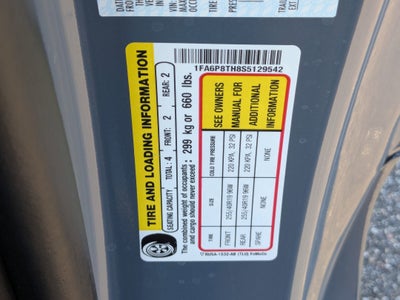 1FA6P8TH8S5129542
TIRE AND LOADING INFORMATION
SEATING CAPACITY TOTAL: 4 FRONT: 2 REAR: 2
The combined weight of occupants
and cargo should never exceed: 299 kg or 660 lbs.
TIRE SIZE COLD TIRE PRESSURE
FRONT 255/40R19 96W 220 KPA, 32 PSI
REAR 255/40R19 96W 220 KPA, 32 PSI
SPARE NONE NONE
SEE OWNERS
MANUAL FOR
ADDITIONAL
INFORMATION